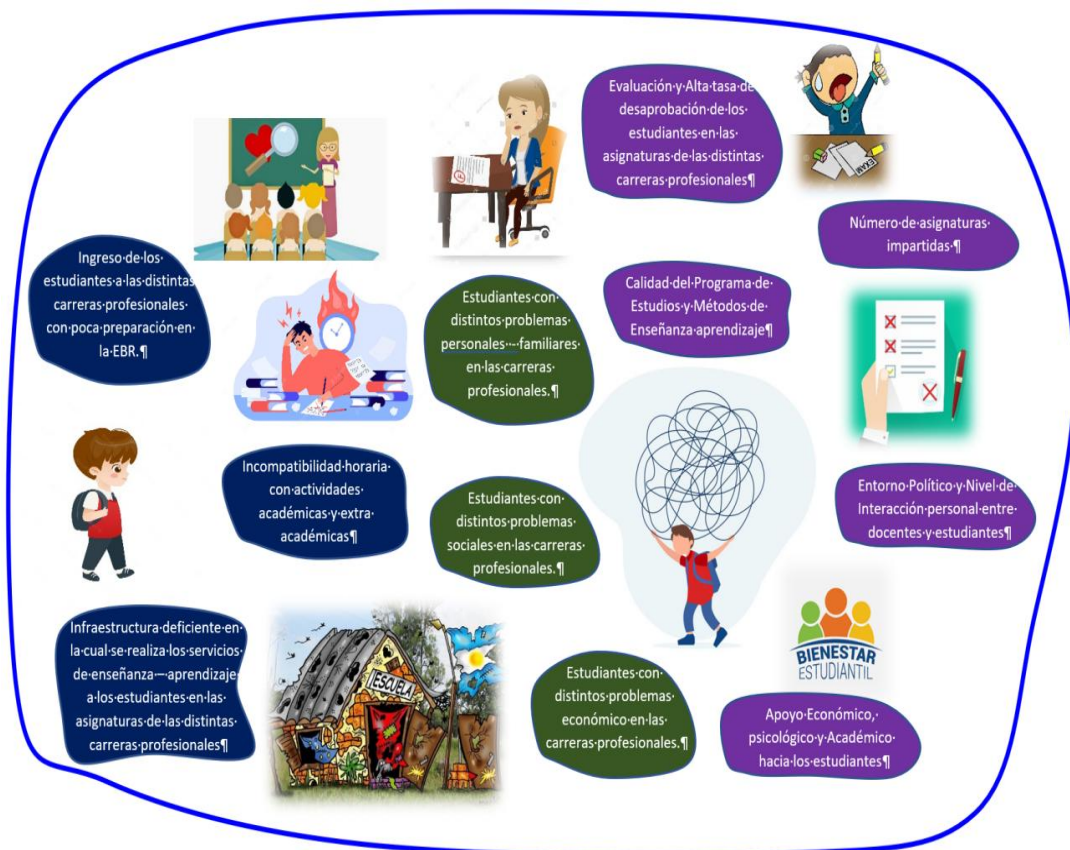 Evaluación y Alta tasa de
desaprobación de los
estudiantes en las
asignaturas de las distintas
carreras profesionales¶
EXAM
Número de asignaturas
impartidas ¶
Ingreso de los
estudiantes a las distintas
carreras profesionales
con poca preparación en
la EBR.¶
Estudiantes con
distintos problemas
personales - familiares
en las carreras
profesionales.¶
Calidad del Programa de
Estudios y Métodos de
Enseñanza aprendizaje¶
Incompatibilidad horaria
con actividades
académicas y extra
académicas¶
Estudiantes con
distintos problemas
sociales en las carreras
profesionales.¶
Entorno Político y Nivel de
Interacción personal entre
docentes y estudiantes¶
Infraestructura deficiente en
la cual se realiza los servicios
de enseñanza – aprendizaje
a los estudiantes en las
asignaturas de las distintas
carreras profesionales¶
ESCUELA
Estudiantes con
distintos problemas
económico en las
carreras profesionales.¶
BIENESTAR
ESTUDIANTIL
Apoyo Económico,
psicológico y Académico
hacia los estudiantes¶